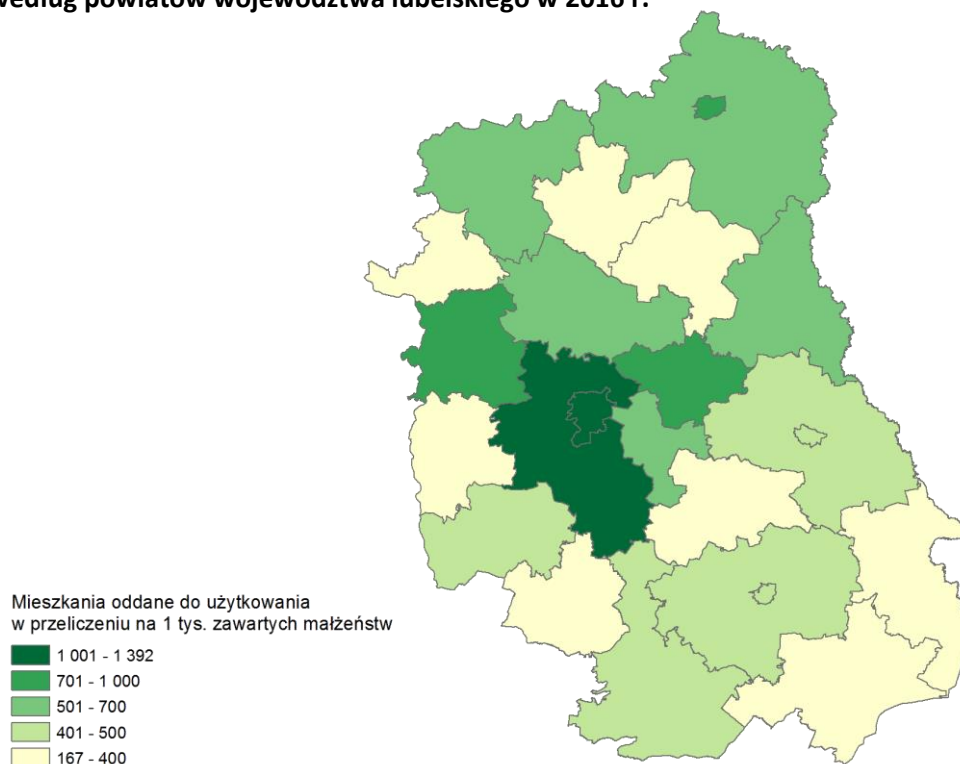 według powiatów województwa lubelskiego w 2016 r.
Mieszkania oddane do użytkowania
w przeliczeniu na 1 tys. zawartych małżeństw
1 001 - 1 392
701 - 1 000
501 - 700
401 - 500
167 - 400